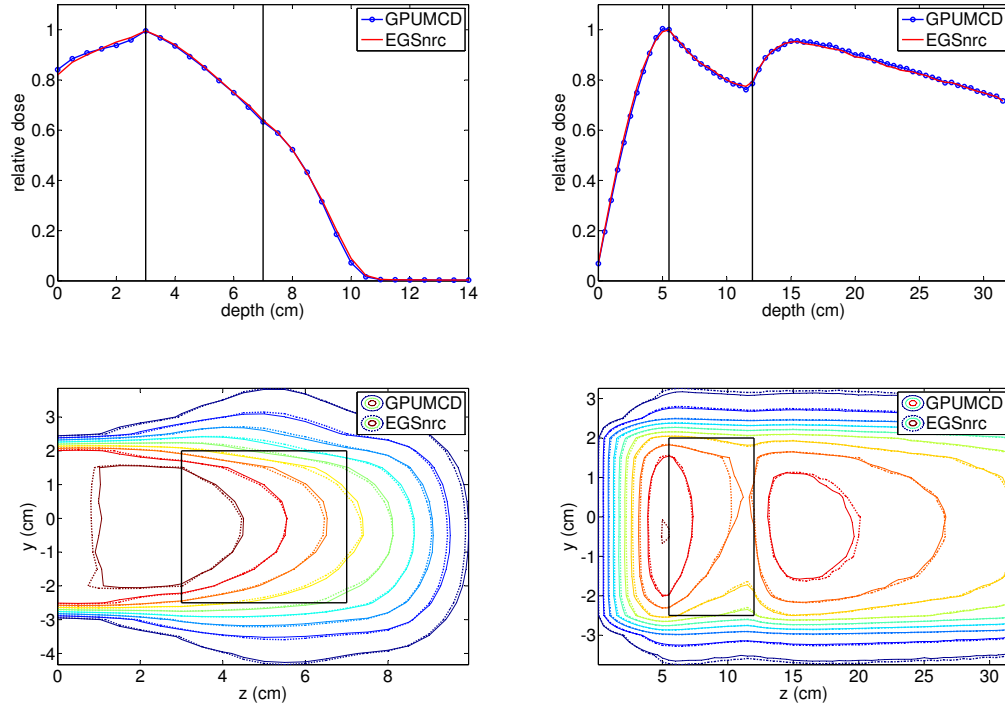 GPUMCD
EGSnrc
relative dose
1
0.8
0.6
0.4
0.2
0
0 2 4 6 8 10 12 14
depth (cm)
GPUMCD
EGSnrc
relative dose
1
0.8
0.6
0.4
0.2
0
0 5 10 15 20 25 30
depth (cm)
GPUMCD
EGSnrc
y (cm)
3
2
1
0
-1
-2
-3
-4
2 4 6 8
z (cm)
GPUMCD
EGSnrc
y (cm)
3
2
1
0
-1
-2
-3
5 10 15 20 25 30
z (cm)